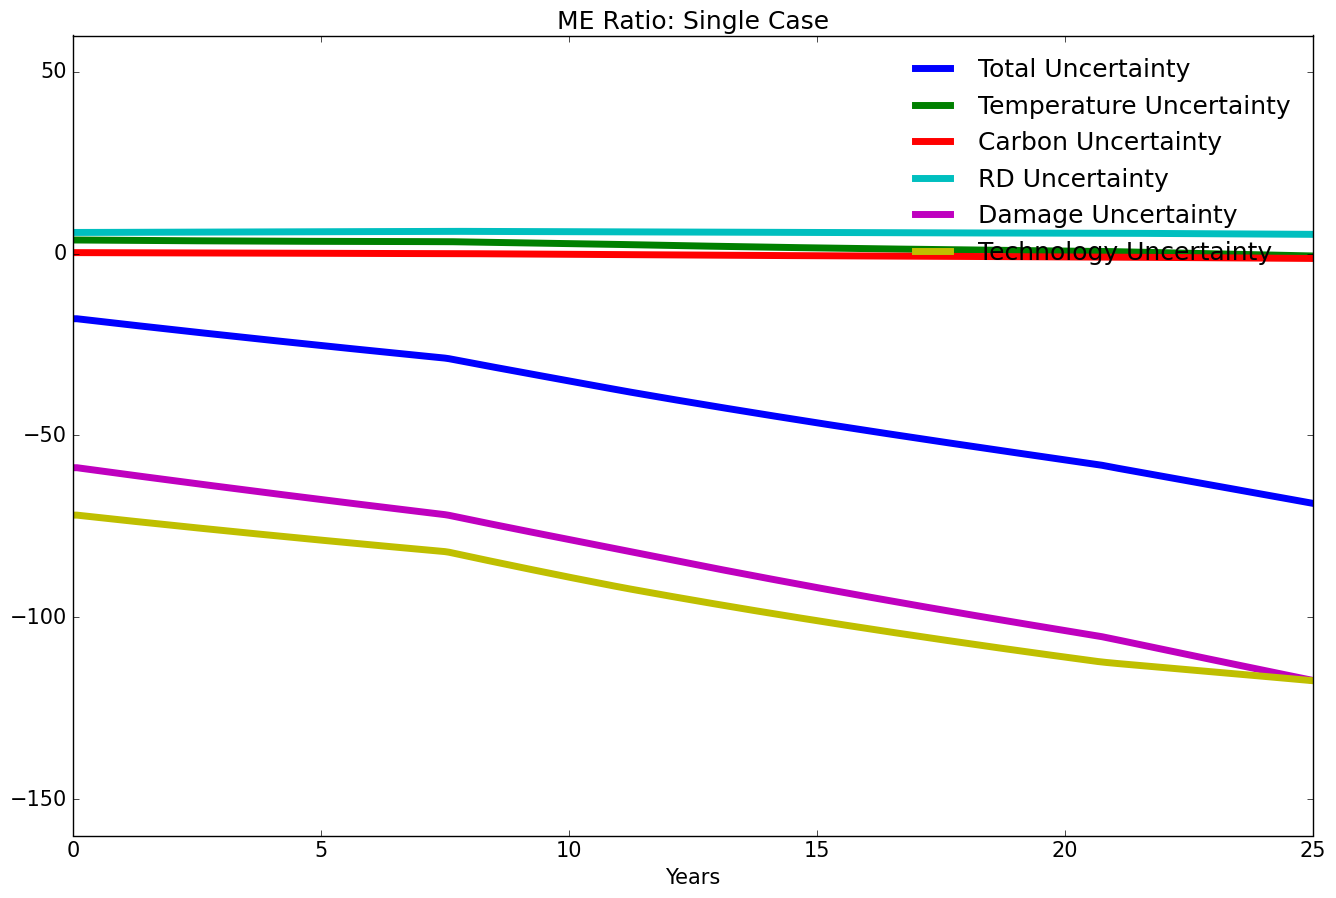 ME Ratio: Single Case
50
0
−50
−100
−150
Total Uncertainty
Temperature Uncertainty
Carbon Uncertainty
RD Uncertainty
Damage Uncertainty
Technology Uncertainty
0 5 10 15 20 25
Years